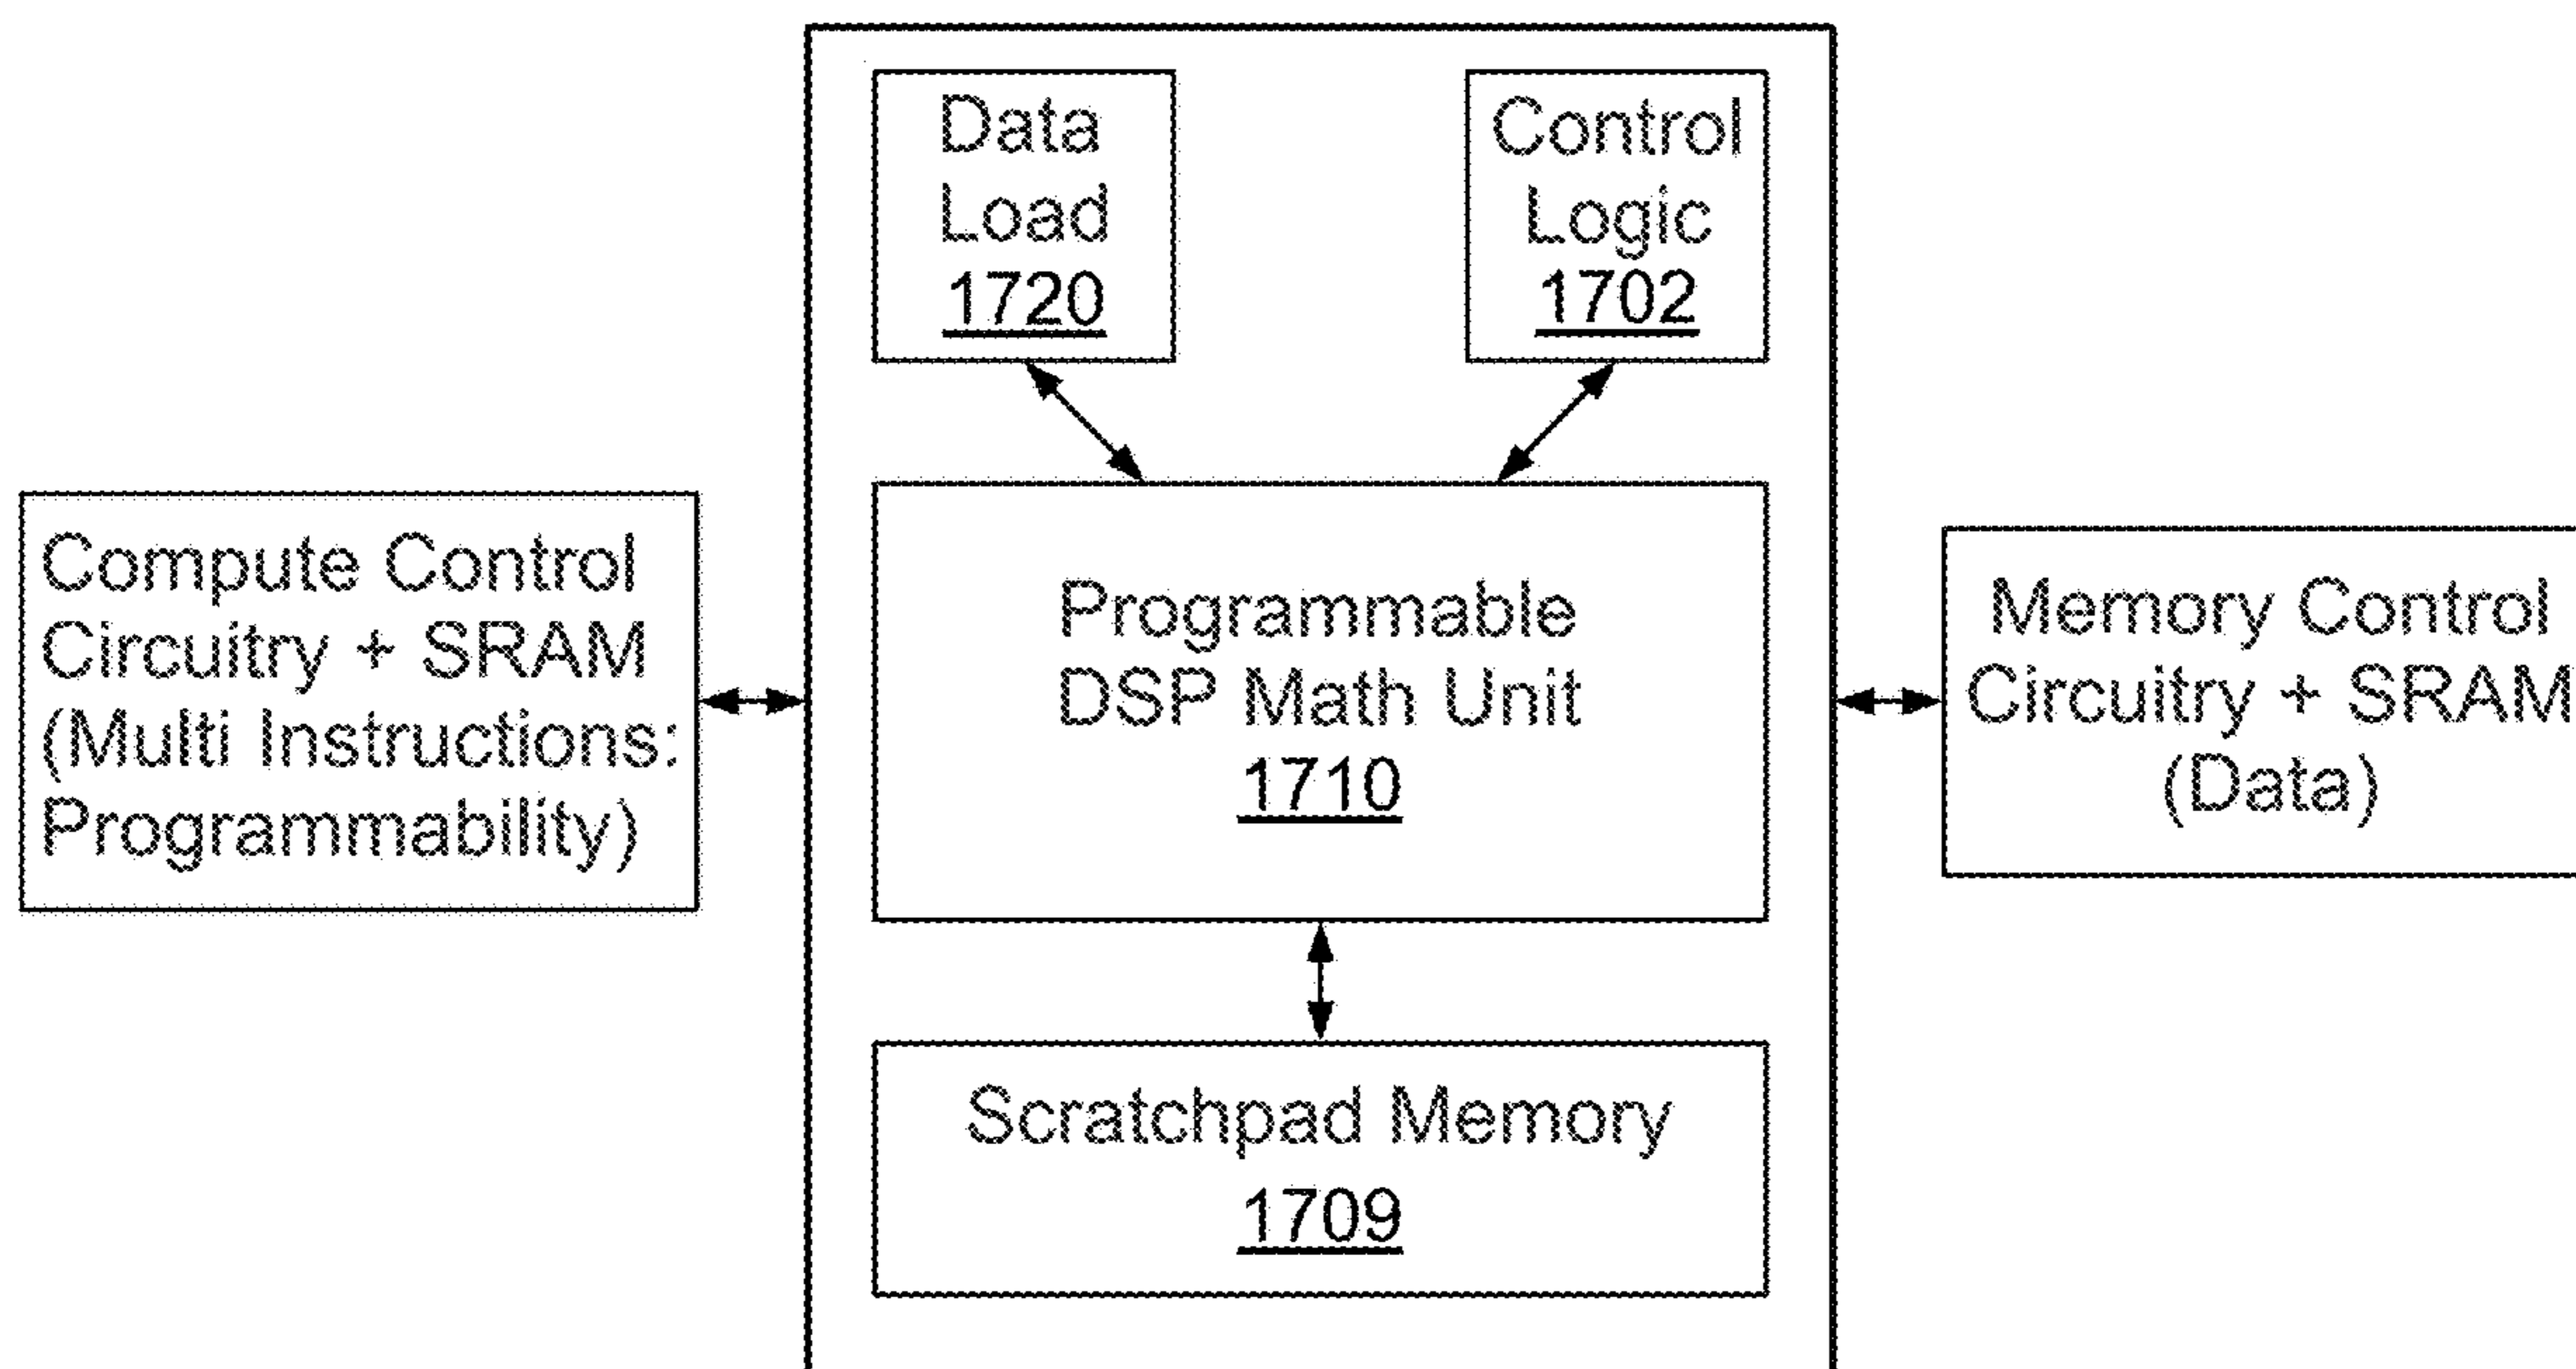 Data
Load
1720
Control
Logic
1702
Compute Control
Circuitry + SRAM
(Multi Instructions:
Programmability)
Programmable
DSP Math Unit
1710
Memory Control
Circuitry + SRAM
(Data)
Scratchpad Memory
1709